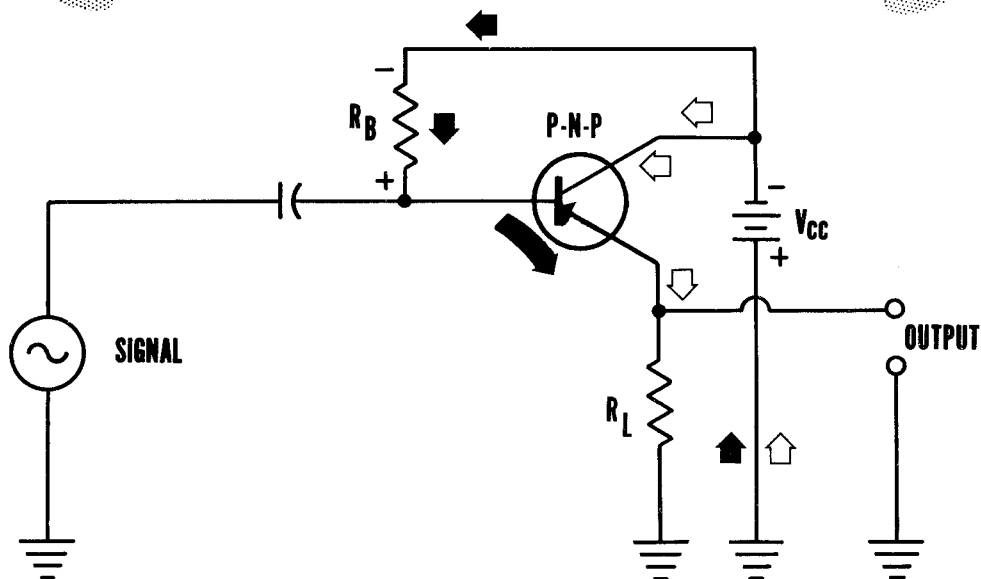 −
R_B
P-N-P
+
−
V_CC
+
SIGNAL
OUTPUT
R_L